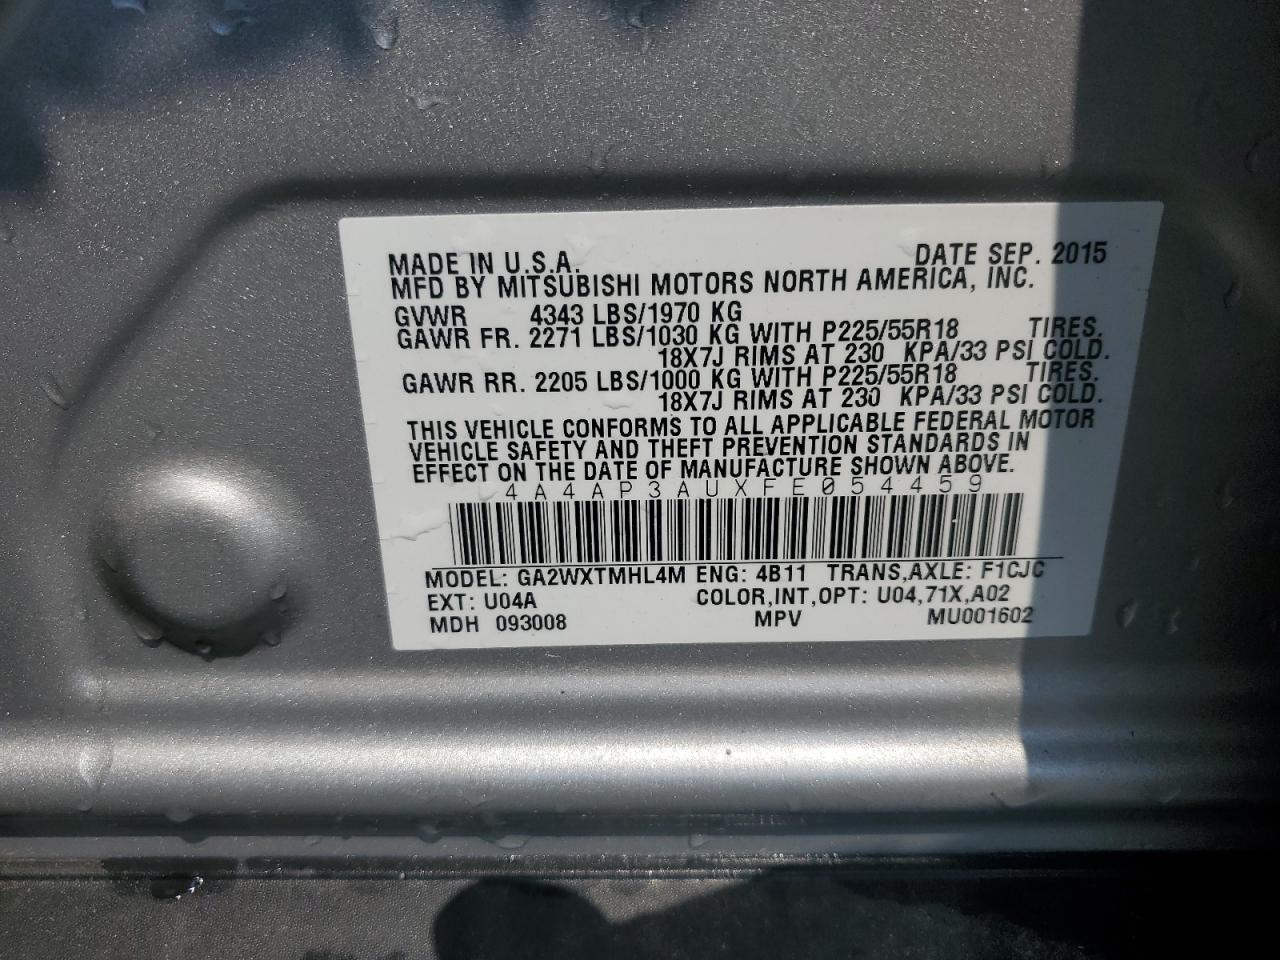 MADE IN U.S.A. DATE SEP. 2015
MFD BY MITSUBISHI MOTORS NORTH AMERICA, INC.
GVWR 4343 LBS/1970 KG
GAWR FR. 2271 LBS/1030 KG WITH P225/55R18 TIRES.
18X7J RIMS AT 230 KPA/33 PSI COLD.
GAWR RR. 2205 LBS/1000 KG WITH P225/55R18 TIRES.
18X7J RIMS AT 230 KPA/33 PSI COLD.
THIS VEHICLE CONFORMS TO ALL APPLICABLE FEDERAL MOTOR
VEHICLE SAFETY AND THEFT PREVENTION STANDARDS IN
EFFECT ON THE DATE OF MANUFACTURE SHOWN ABOVE.
4A4AP3AUXFE054459
MODEL: GA2WXTMHL4M ENG: 4B11 TRANS,AXLE: F1CJC
EXT: U04A COLOR,INT,OPT: U04,71X,A02
MDH 093008 MPV MU001602